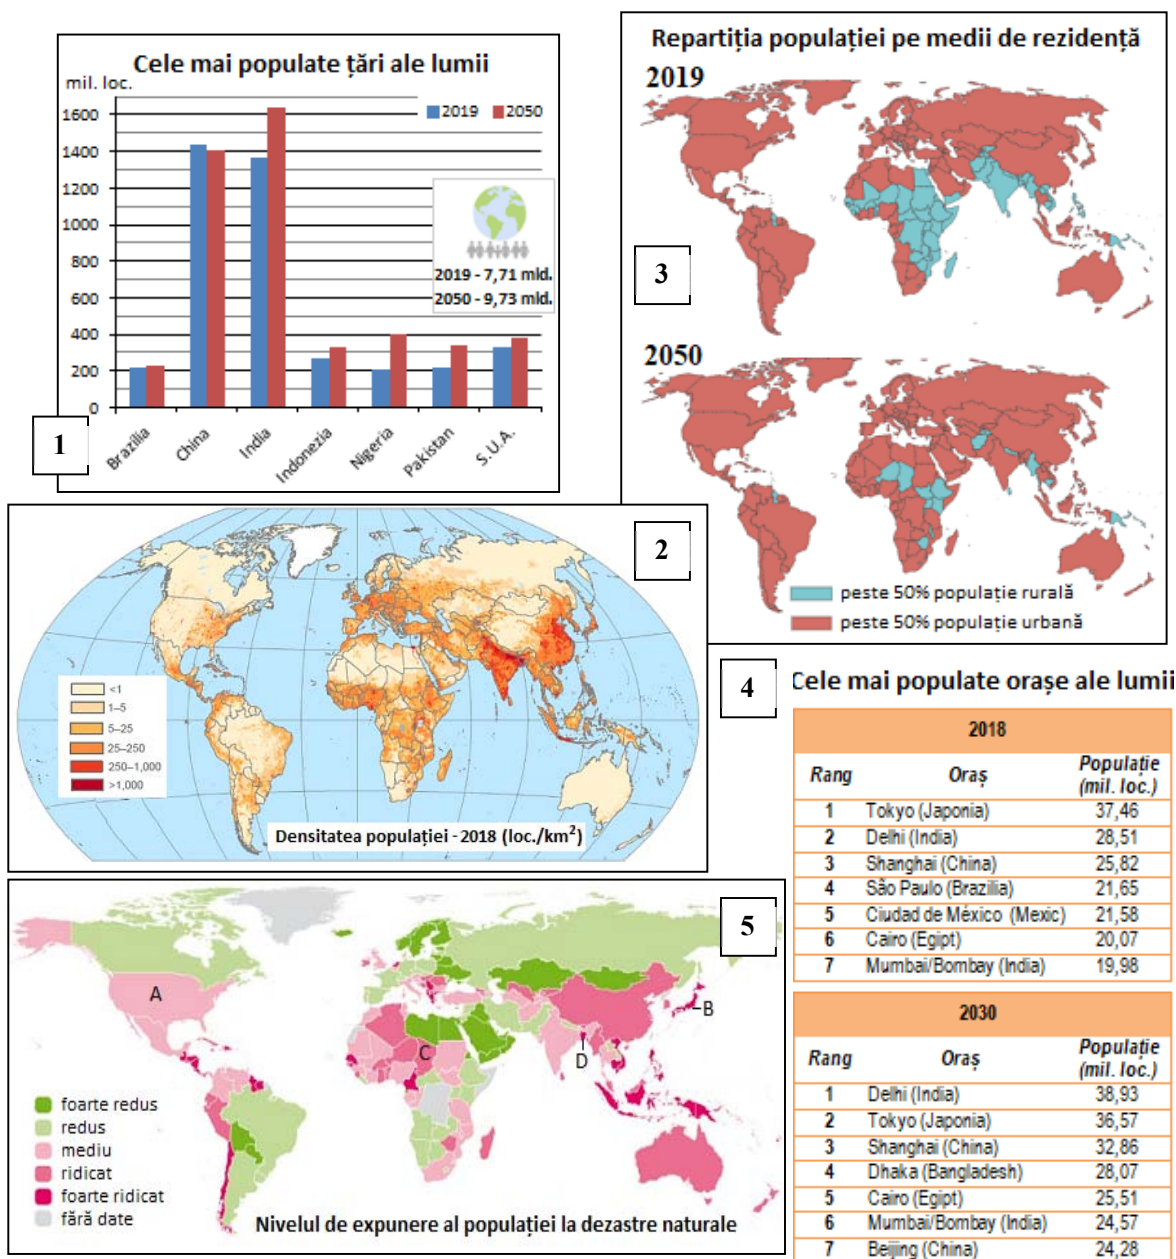 Cele mai populate țări ale lumii
mil. loc.
1600
1400
1200
1000
800
600
400
200
0
2019
2050
2019 - 7,71 mld.
2050 - 9,73 mld.
Brazilia
China
India
Indonezia
Nigeria
Pakistan
S.U.A.
1
Repartiția populației pe medii de rezidență
2019
3
2050
peste 50% populație rurală
peste 50% populație urbană
2
<1
1–5
5–25
25–250
250–1,000
>1,000
Densitatea populației - 2018 (loc./km²)
4
Cele mai populate orașe ale lumii
2018
Rang Oraș Populație (mil. loc.)
1 Tokyo (Japonia) 37,46
2 Delhi (India) 28,51
3 Shanghai (China) 25,82
4 São Paulo (Brazilia) 21,65
5 Ciudad de México (Mexic) 21,58
6 Cairo (Egipt) 20,07
7 Mumbai/Bombay (India) 19,98
2030
Rang Oraș Populație (mil. loc.)
1 Delhi (India) 38,93
2 Tokyo (Japonia) 36,57
3 Shanghai (China) 32,86
4 Dhaka (Bangladesh) 28,07
5 Cairo (Egipt) 25,51
6 Mumbai/Bombay (India) 24,57
7 Beijing (China) 24,28
5
A
B
C
D
foarte redus
redus
mediu
ridicat
foarte ridicat
fără date
Nivelul de expunere al populației la dezastre naturale